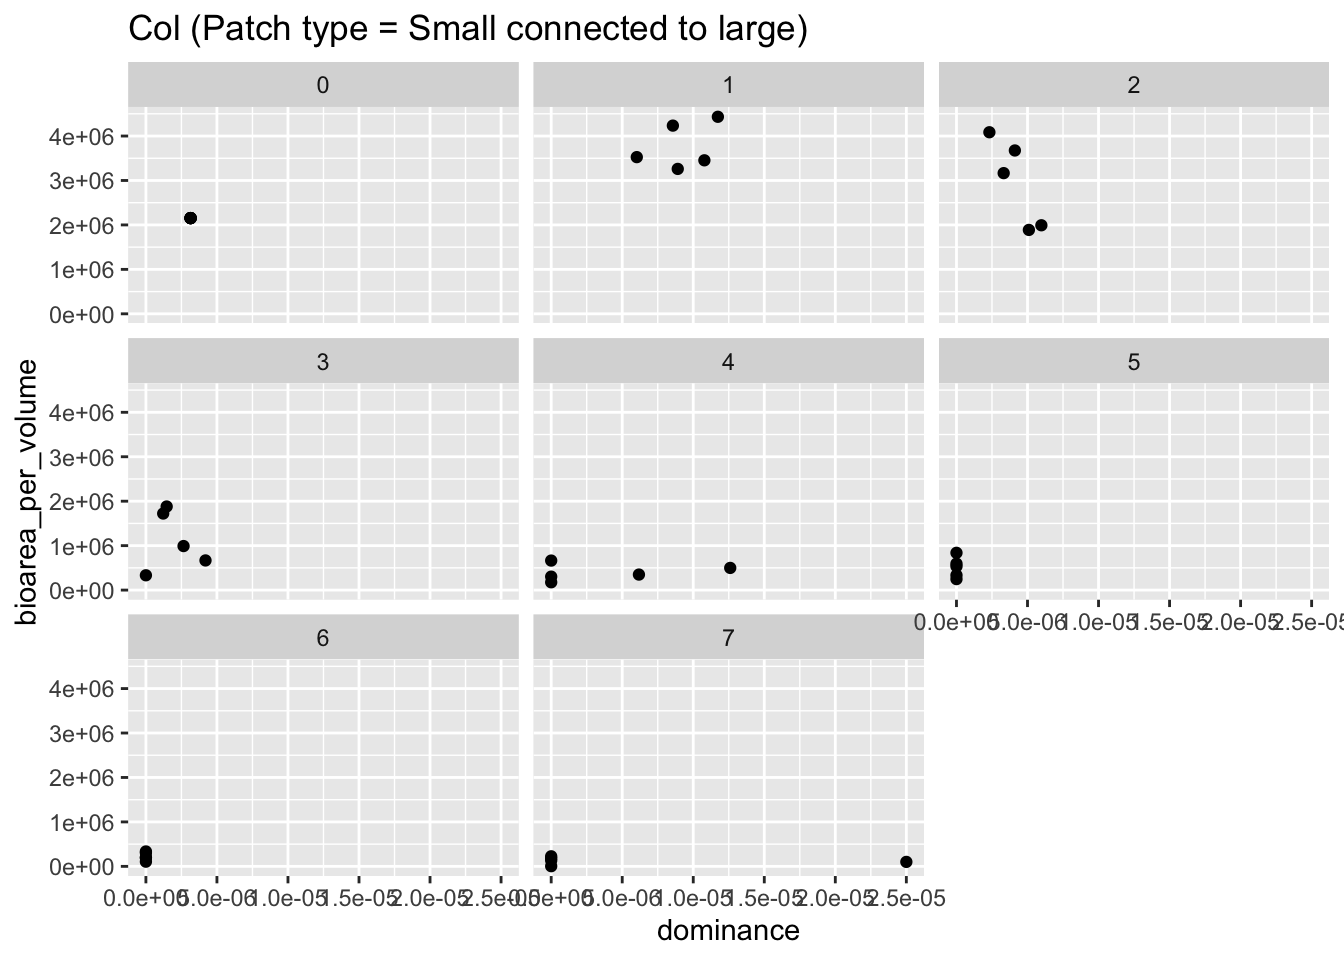 Col (Patch type = Small connected to large)
0 1 2
4e+06
3e+06
2e+06
1e+06
0e+00
3 4 5
4e+06
3e+06
2e+06
1e+06
0e+00
bioarea_per_volume
0.0e+00 5.0e-06 1.0e-05 1.5e-05 2.0e-05 2.5e-05
6 7
4e+06
3e+06
2e+06
1e+06
0e+00
0.0e+00 5.0e-06 1.0e-05 1.5e-05 2.0e-05 2.5e-05 0.0e+00 5.0e-06 1.0e-05 1.5e-05 2.0e-05 2.5e-05
dominance